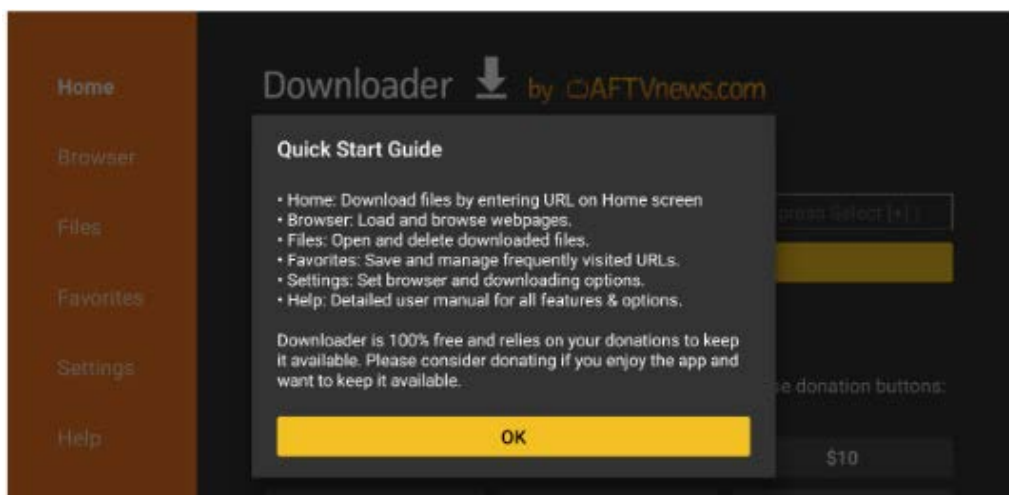 Home
Downloader by AFTVnews.com
Quick Start Guide
Browser
• Home: Download files by entering URL on Home screen
• Browser: Load and browse webpages.
press Select [•] )
Files
• Files: Open and delete downloaded files.
• Favorites: Save and manage frequently visited URLs.
• Settings: Set browser and downloading options.
Favorites
• Help: Detailed user manual for all features & options.
Downloader is 100% free and relies on your donations to keep
it available. Please consider donating if you enjoy the app and
want to keep it available.
Settings
donation buttons:
Help
OK
$10